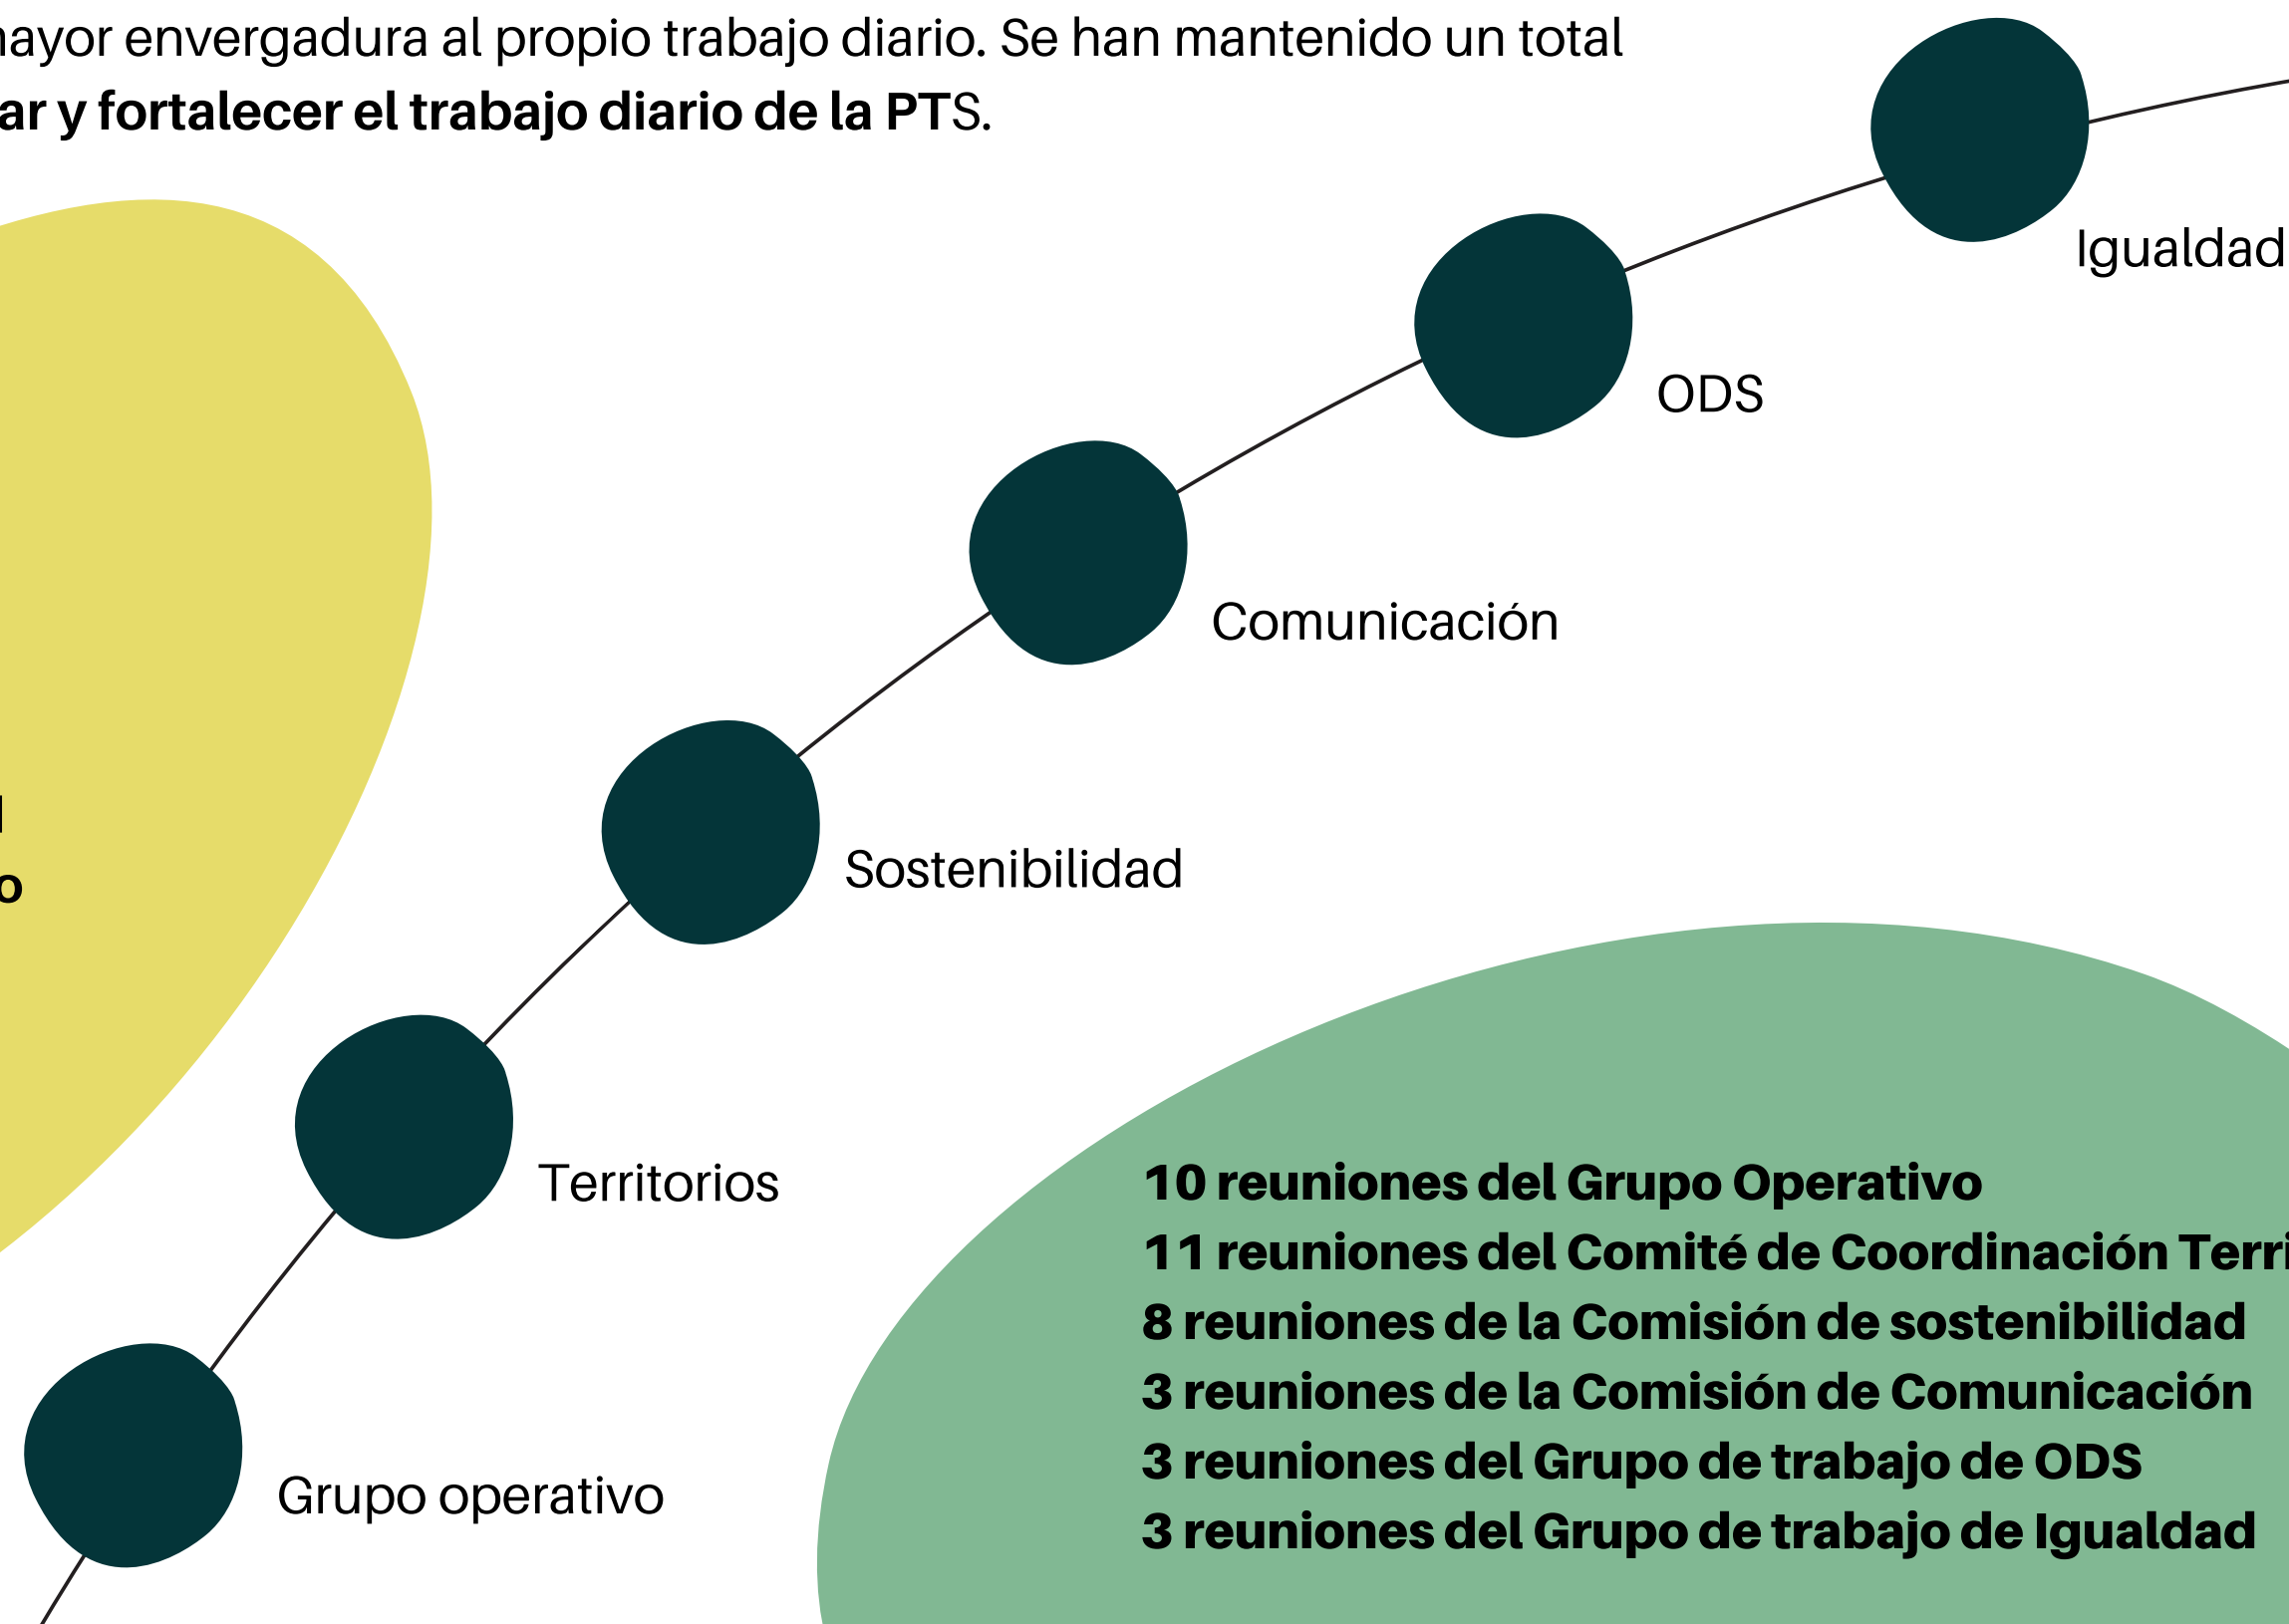 envergadura al propio trabajo diario. Se han mantenido un total
y fortalecer el trabajo diario de la PTS.
Igualdad
ODS
Comunicación
Sostenibilidad
Territorios
Grupo operativo
10 reuniones del Grupo Operativo
11 reuniones del Comité de Coordinación
8 reuniones de la Comisión de sostenibilidad
3 reuniones de la Comisión de Comunicación
3 reuniones del Grupo de trabajo de ODS
3 reuniones del Grupo de trabajo de Igualdad